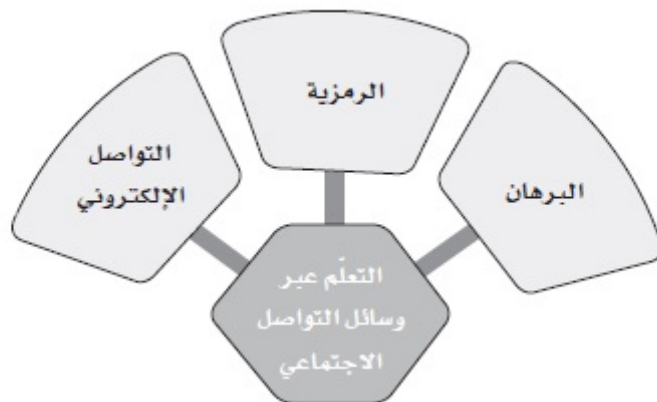 الرمزية
البرهان
التواصل
الإلكتروني
التعلّم عبر
وسائل التواصل
الاجتماعي